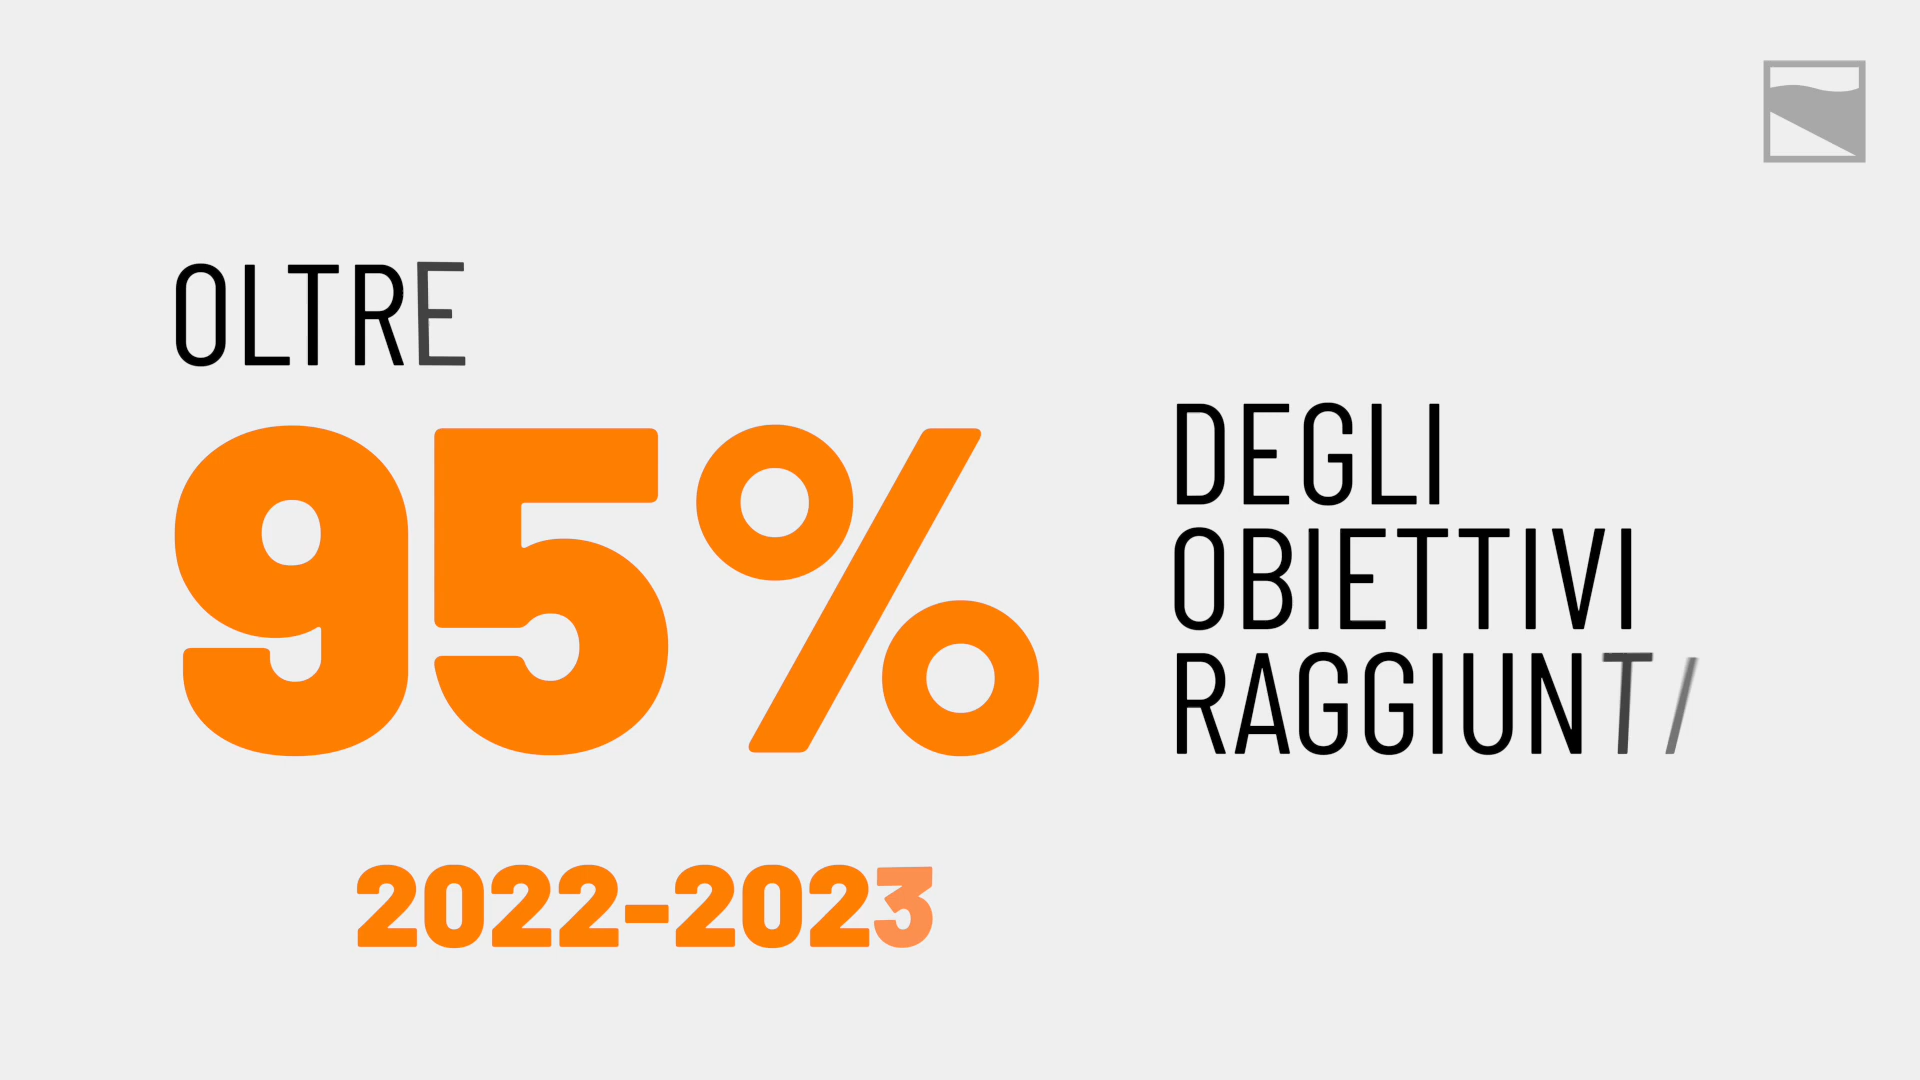 OLTRE
95%
DEGLI
OBIETTIVI
RAGGIUNTI
2022-2023